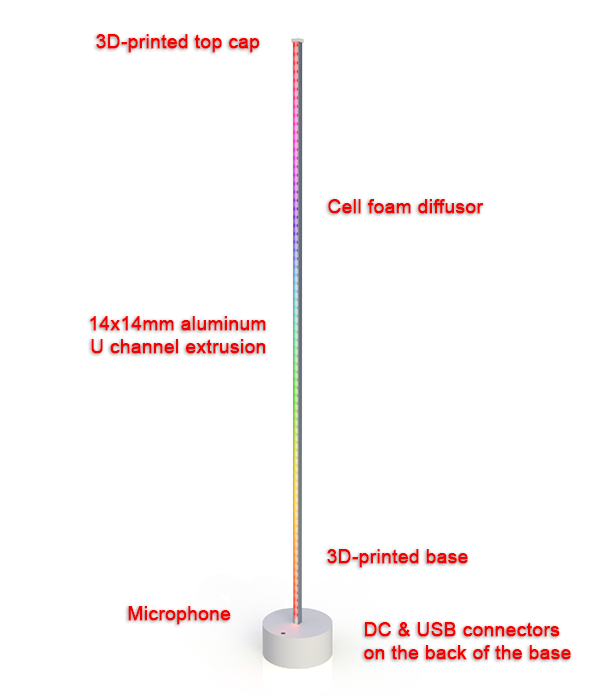 3D-printed top cap
Cell foam diffusor
14x14mm aluminum
U channel extrusion
3D-printed base
Microphone
DC & USB connectors
on the back of the base